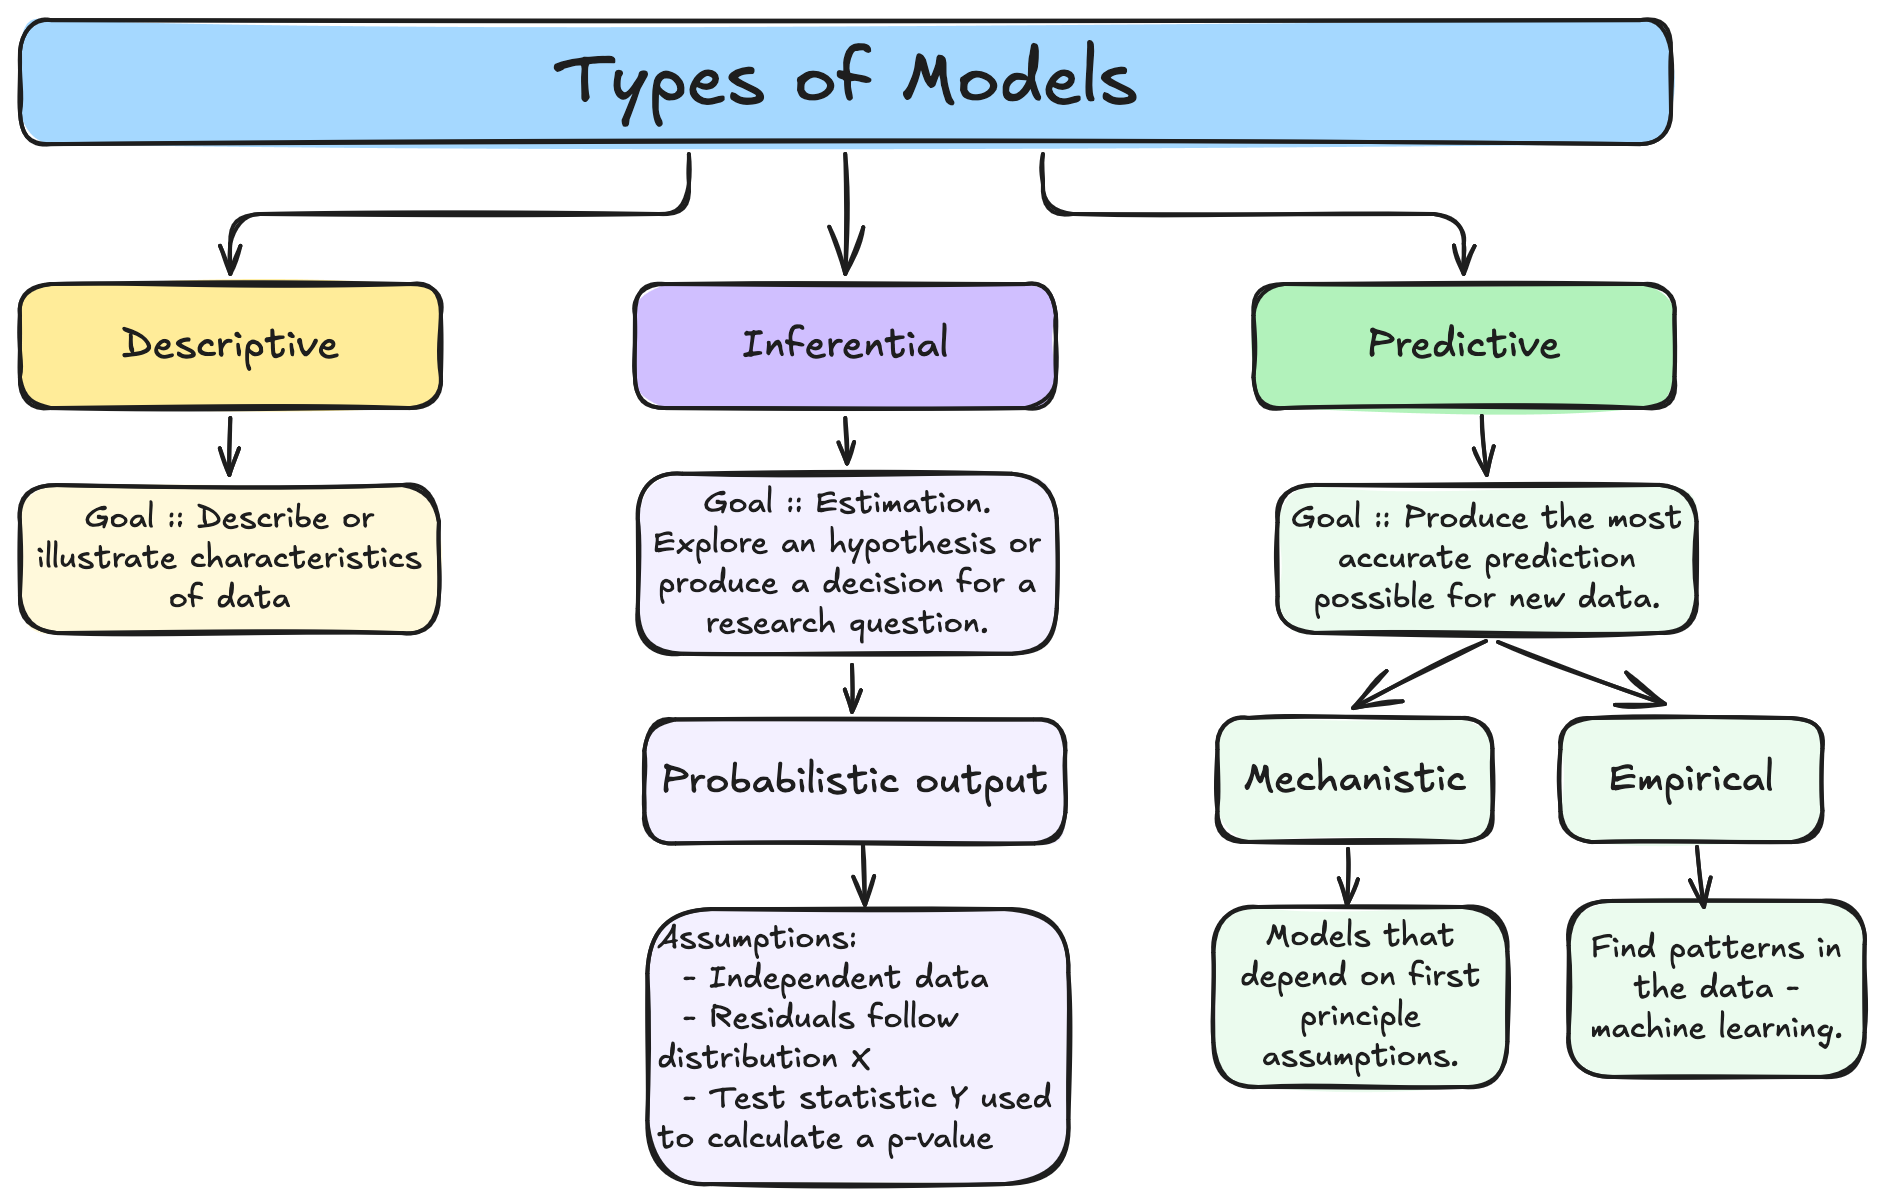 Types of Models
Descriptive
Inferential
Predictive
Goal :: Describe or
illustrate characteristics
of data
Goal :: Estimation.
Explore an hypothesis or
produce a decision for a
research question.
Goal :: Produce the most
accurate prediction
possible for new data.
Probabilistic output
Mechanistic
Empirical
Assumptions:
- Independent data
- Residuals follow
distribution X
- Test statistic Y used
to calculate a p-value
Models that
depend on first
principle
assumptions.
Find patterns in
the data -
machine learning.